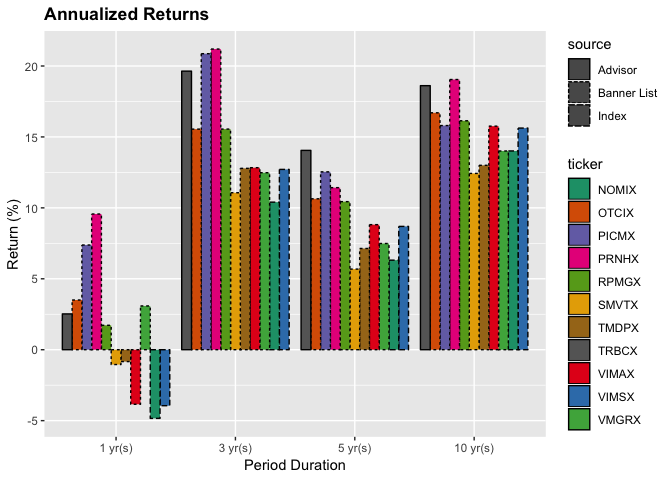 Annualized Returns
Return (%)
20
15
10
5
0
-5
1 yr(s)
3 yr(s)
5 yr(s)
10 yr(s)
Period Duration
source
Advisor
Banner List
Index
ticker
NOMIX
OTCIX
PICMX
PRNHX
RPMGX
SMVTX
TMDPX
TRBCX
VIMAX
VIMSX
VMGRX